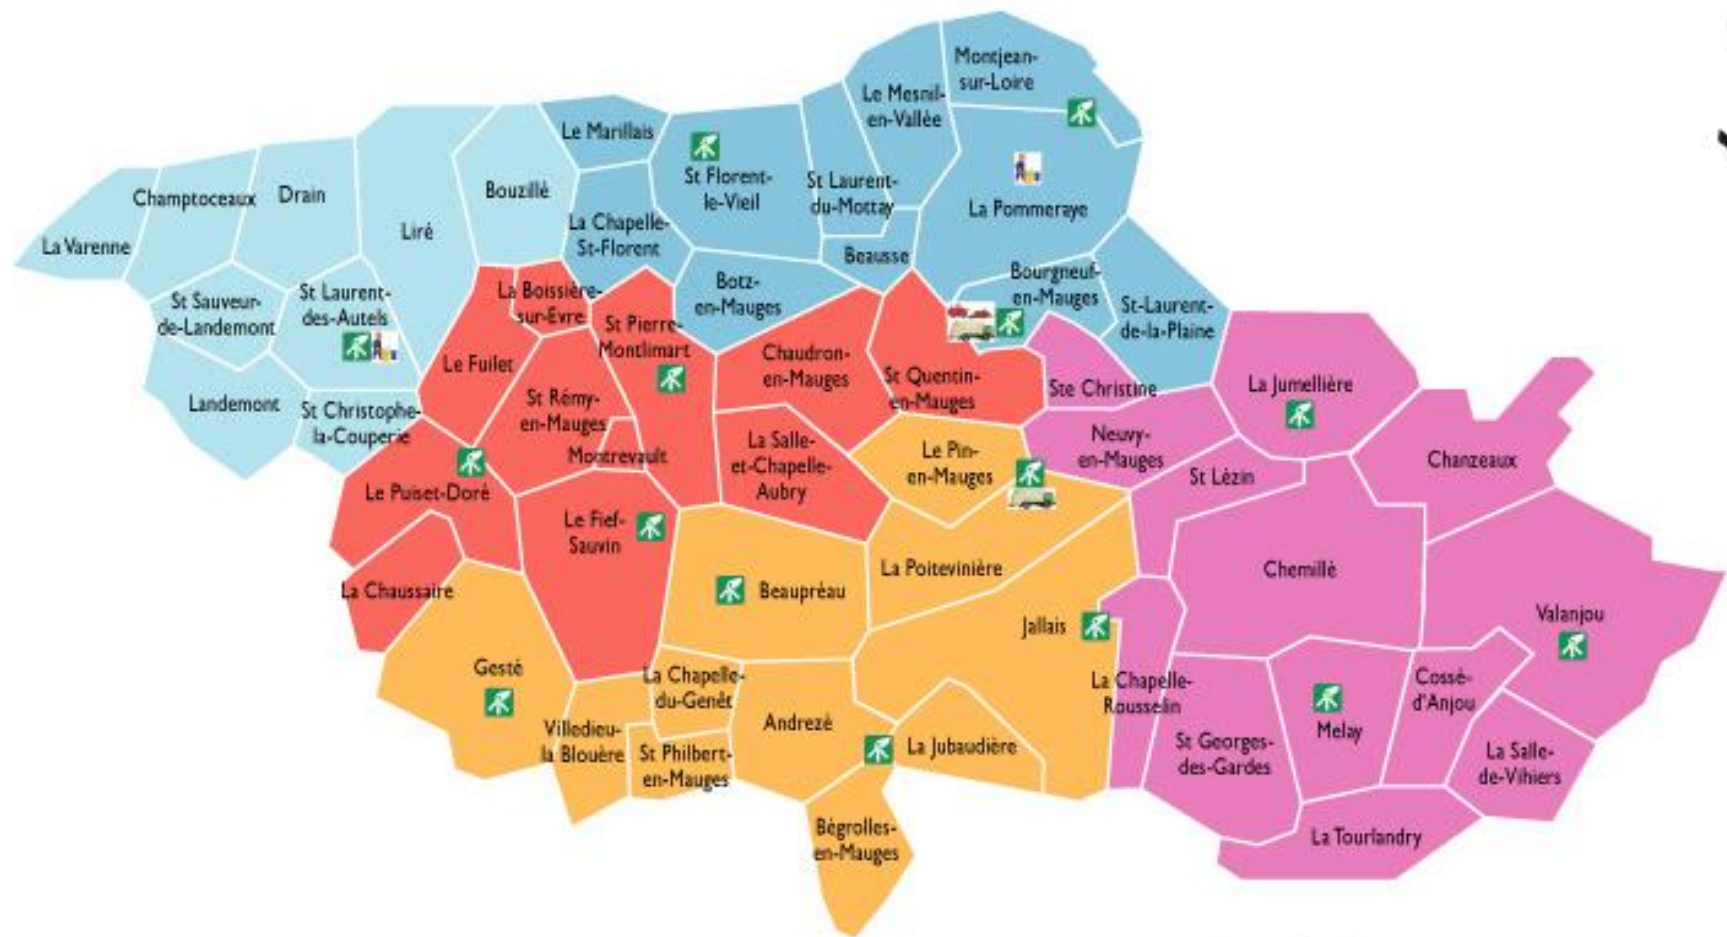 Montjean-
sur-Loire
Le Mesnil-
en-Vallée
Le Marillais
St Florent-
le-Vieil
St Laurent-
du-Mottay
La Pommeraye
Champtoceaux
Drain
Bouzillé
La Varenne
Liré
La Chapelle-
St-Florent
Beausse
Bourgneuf-
en-Mauges
St-Laurent-
de-la-Plaine
St Sauveur-
de-Landemont
St Laurent-
des-Autels
La Boissière-
sur-Evre
Botz-
en-Mauges
St Pierre-
Montlimart
Le Fuilet
Chaudron-
en-Mauges
St Quentin-
en-Mauges
Ste Christine
La Jumellière
Landemont
St Christophe-
la-Couperie
St Rémy-
en-Mauges
Montrevault
La Salle-
et-Chapelle-
Aubry
Le Pin-
en-Mauges
Neuvy-
en-Mauges
St Lézin
Chanzeaux
Le Puiset-Doré
Le Fief-
Sauvin
La Chaussaire
Beaupréau
La Poitevinière
Chemillé
Jallais
Valanjou
Gesté
La Chapelle-
du-Genêt
La Chapelle-
Rousselin
Cossé-
d'Anjou
Villedieu-
la Blouère
St Philbert-
en-Mauges
Andrezé
La Jubaudière
St Georges-
des-Gardes
Melay
La Salle-
de-Vihiers
Bègrolles-
en-Mauges
La Tourlandry